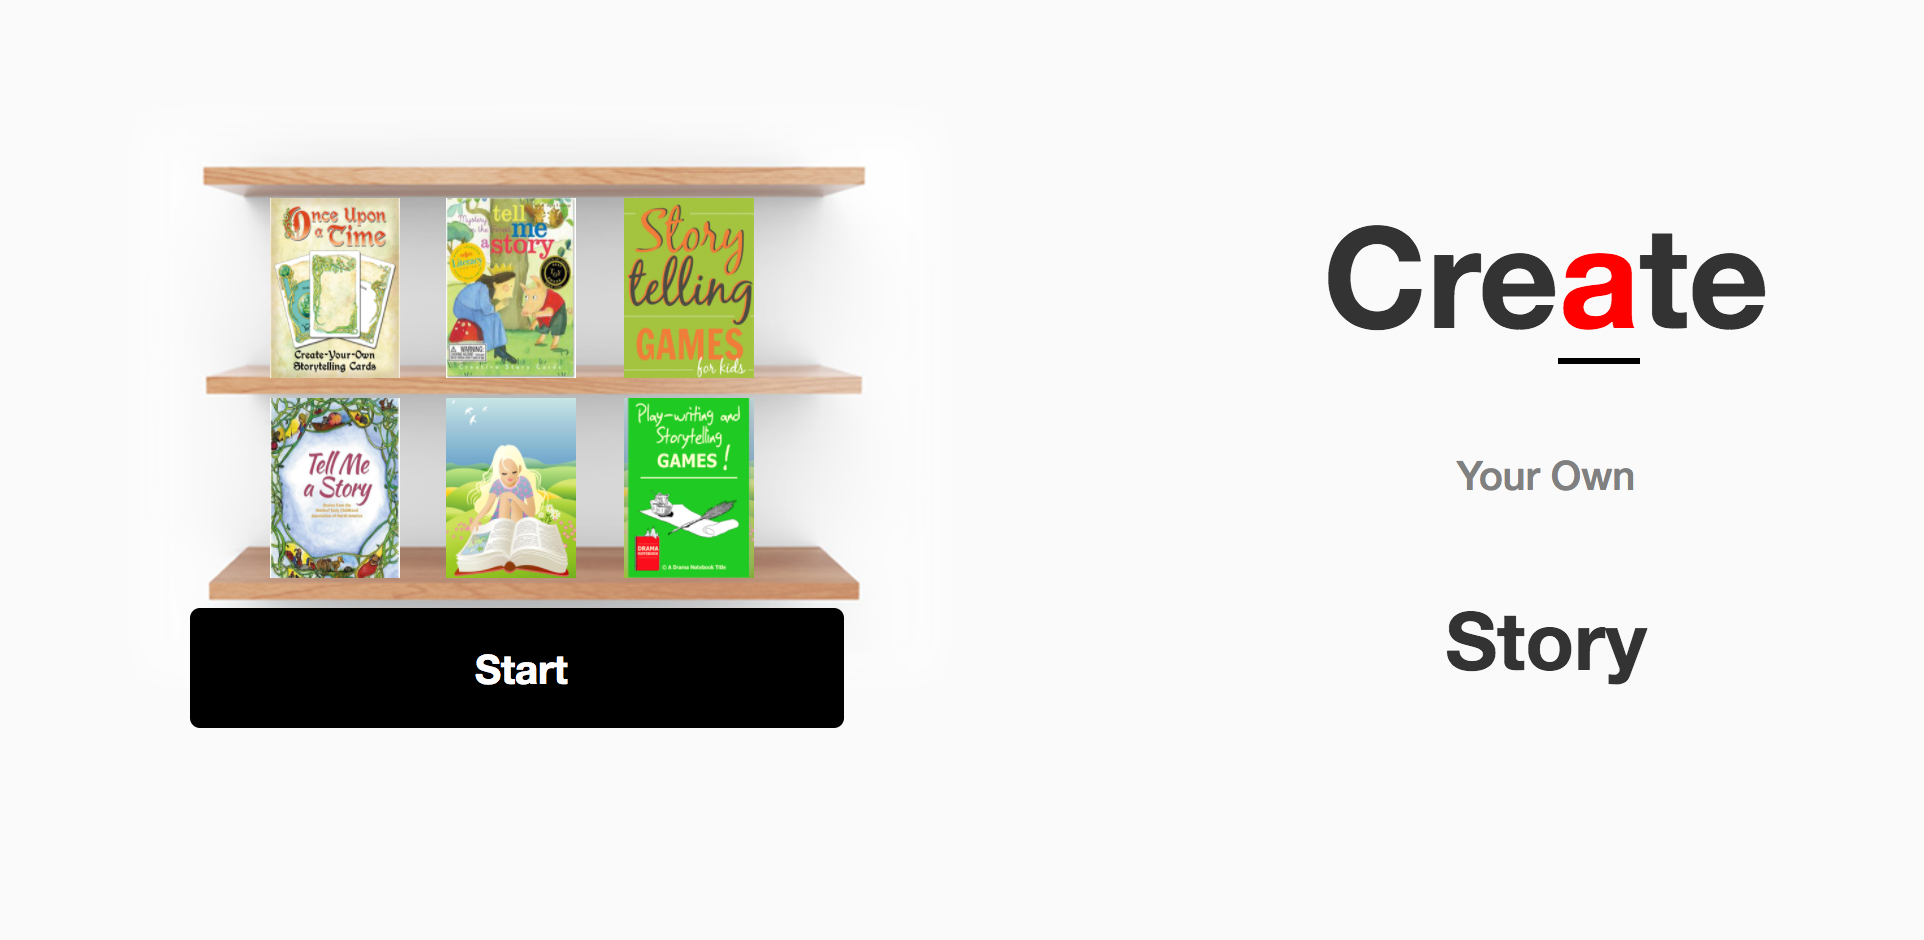 Once Upon
a Time
Create-Your-Own
Storytelling Cards
Mystery
in the Forest
tell
me
a story
Literacy
WARNING:
Creative Story Cards
Story
telling
GAMES
for kids
Tell Me
a Story
Play-writing and
Storytelling
GAMES!
DRAMA
NOTEBOOK
© A Drama Notebook Title
Start
Create
Your Own
Story